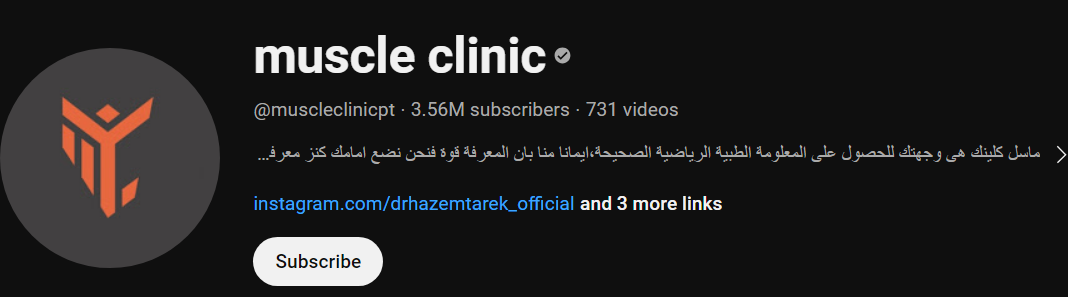 muscle clinic
@muscleclinicpt · 3.56M subscribers · 731 videos
ماسل كلينك هى وجهتك للحصول على المعلومة الطبية الرياضية الصحيحة،ايمانا منا بان المعرفة قوة فنحن نضع امامك كنز معرفـ...
instagram.com/drhazemtarek_official and 3 more links
Subscribe